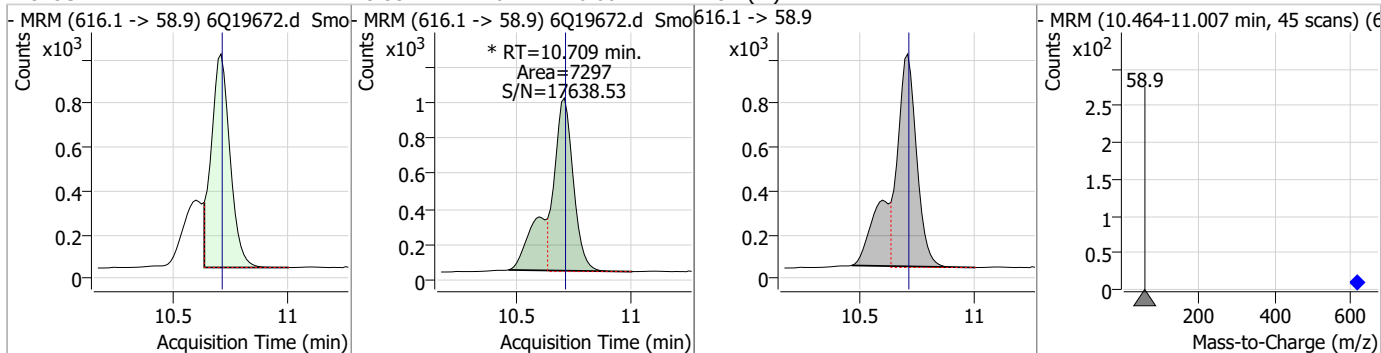 - MRM (616.1 -> 58.9) 6Q19672.d Smo
Counts
x10³
0.8
0.6
0.4
0.2
0
10.5
11
Acquisition Time (min)
- MRM (616.1 -> 58.9) 6Q19672.d Smo
Counts
x10³
* RT=10.709 min.
Area=7297
S/N=17638.53
1
0.8
0.6
0.4
0.2
0
10.5
11
Acquisition Time (min)
616.1 -> 58.9
x10³
0.8
0.6
0.4
0.2
0
10.5
11
- MRM (10.464-11.007 min, 45 scans) (6
Counts
x10²
58.9
2.5
2
1.5
1
0.5
0
200
400
600
Mass-to-Charge (m/z)